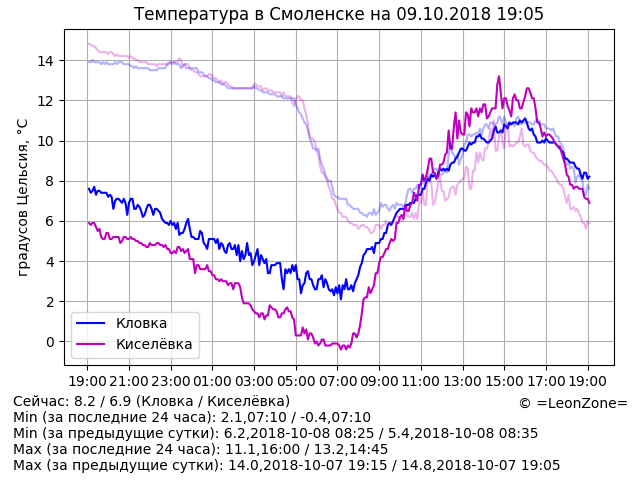 Температура в Смоленске на 09.10.2018 19:05
градусов Цельсия, °C
14
12
10
8
6
4
2
0
Кловка
Киселёвка
19:00 21:00 23:00 01:00 03:00 05:00 07:00 09:00 11:00 13:00 15:00 17:00 19:00
Сейчас: 8.2 / 6.9 (Кловка / Киселёвка)
© =LeonZone=
Min (за последние 24 часа): 2.1,07:10 / -0.4,07:10
Min (за предыдущие сутки): 6.2,2018-10-08 08:25 / 5.4,2018-10-08 08:35
Max (за последние 24 часа): 11.1,16:00 / 13.2,14:45
Max (за предыдущие сутки): 14.0,2018-10-07 19:15 / 14.8,2018-10-07 19:05